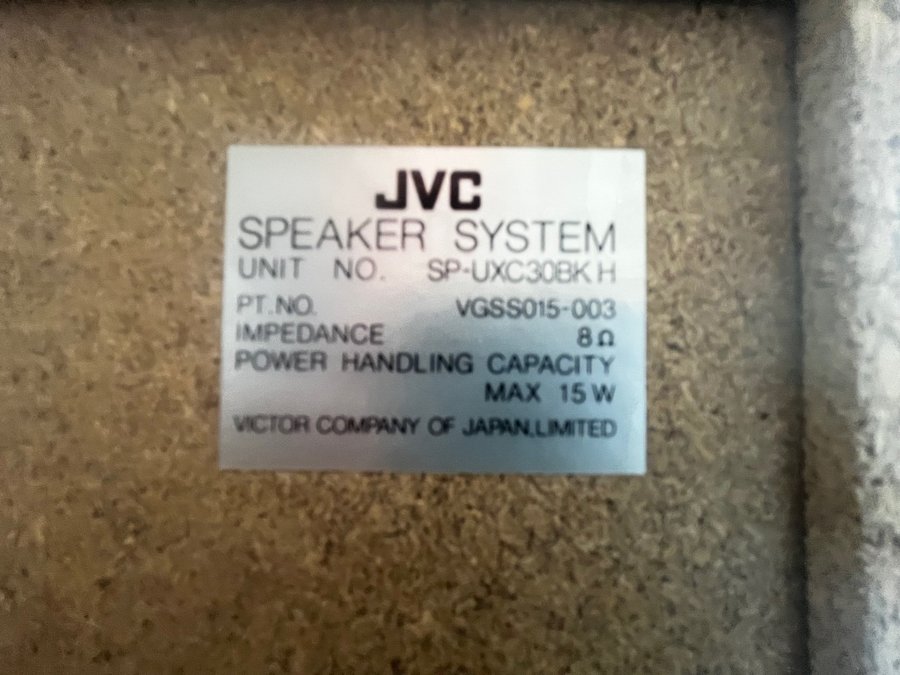 JVC
SPEAKER SYSTEM
UNIT NO. SP-UXC30BK H
PT.NO. VGSS015-003
IMPEDANCE 8Ω
POWER HANDLING CAPACITY
MAX 15W
VICTOR COMPANY OF JAPAN,LIMITED